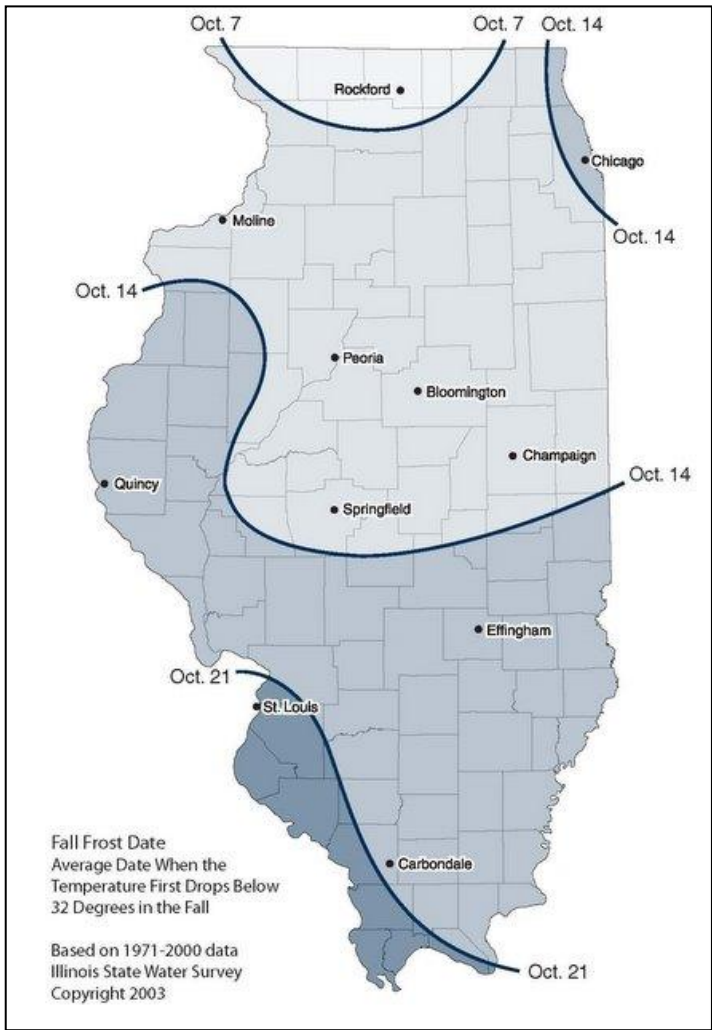 Oct. 7
Oct. 7
Oct. 14
Rockford
Chicago
Moline
Oct. 14
Oct. 14
Peoria
Bloomington
Champaign
Oct. 14
Quincy
Springfield
Effingham
Oct. 21
St. Louis
Carbondale
Oct. 21
Fall Frost Date
Average Date When the
Temperature First Drops Below
32 Degrees in the Fall
Based on 1971-2000 data
Illinois State Water Survey
Copyright 2003